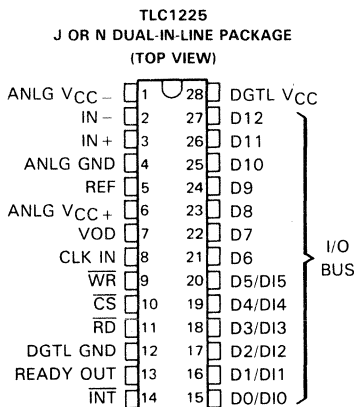 TLC1225
J OR N DUAL-IN-LINE PACKAGE
(TOP VIEW)
ANLG VCC − 1 28 DGTL VCC
IN − 2 27 D12
IN + 3 26 D11
ANLG GND 4 25 D10
REF 5 24 D9
ANLG VCC + 6 23 D8
VOD 7 22 D7
CLK IN 8 21 D6
WR 9 20 D5/DI5
CS 10 19 D4/DI4
RD 11 18 D3/DI3
DGTL GND 12 17 D2/DI2
READY OUT 13 16 D1/DI1
INT 14 15 D0/DI0
I/O
BUS